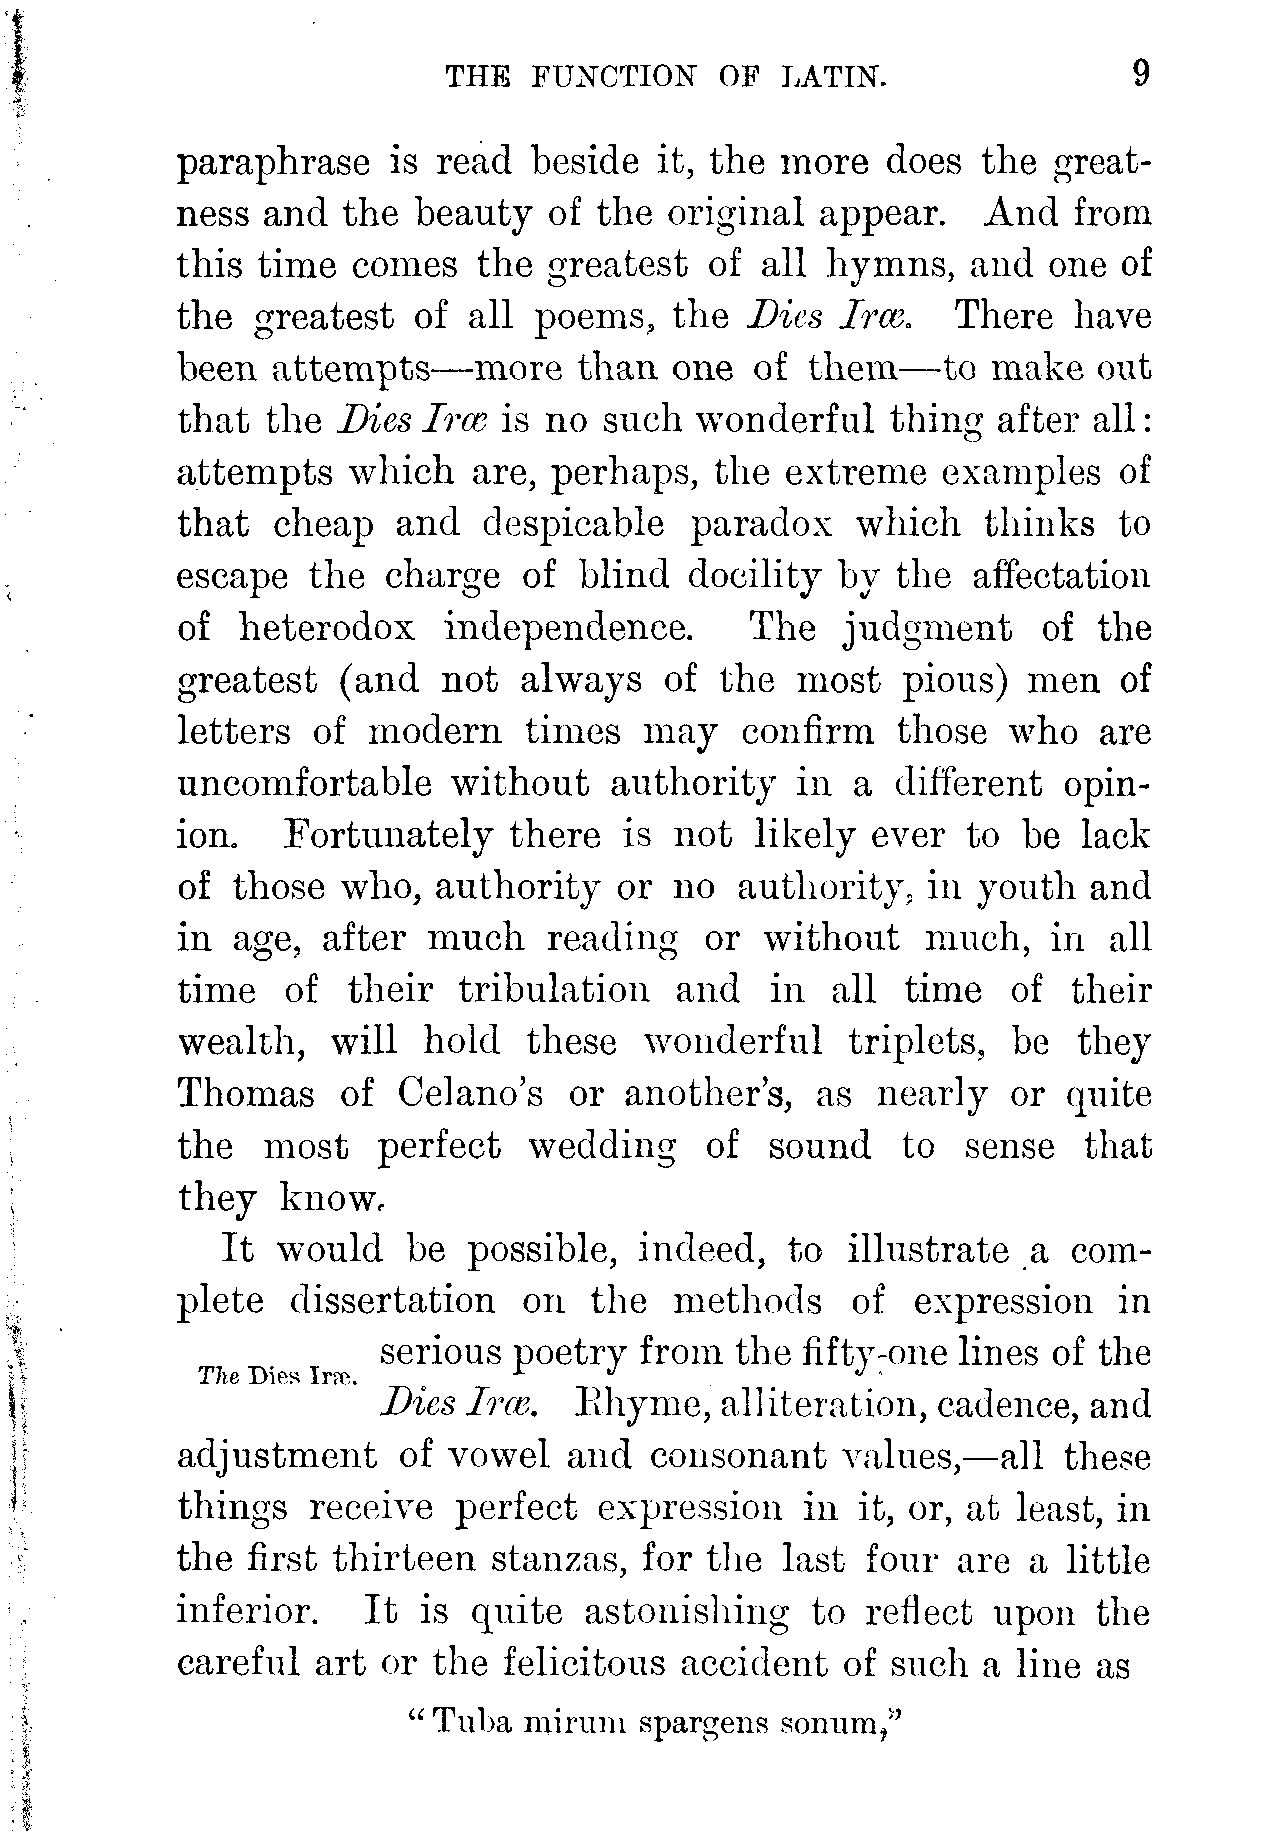 THE FUNCTION OF LATIN. 9
paraphrase is read beside it, the more does the great-
ness and the beauty of the original appear. And from
this time comes the greatest of all hymns, and one of
the greatest of all poems, the Dies Iræ. There have
been attempts—more than one of them—to make out
that the Dies Iræ is no such wonderful thing after all:
attempts which are, perhaps, the extreme examples of
that cheap and despicable paradox which thinks to
escape the charge of blind docility by the affectation
of heterodox independence. The judgment of the
greatest (and not always of the most pious) men of
letters of modern times may confirm those who are
uncomfortable without authority in a different opin-
ion. Fortunately there is not likely ever to be lack
of those who, authority or no authority, in youth and
in age, after much reading or without much, in all
time of their tribulation and in all time of their
wealth, will hold these wonderful triplets, be they
Thomas of Celano's or another's, as nearly or quite
the most perfect wedding of sound to sense that
they know.
It would be possible, indeed, to illustrate a com-
plete dissertation on the methods of expression in
serious poetry from the fifty-one lines of the
The Dies Iræ.
Dies Iræ. Rhyme, alliteration, cadence, and
adjustment of vowel and consonant values,—all these
things receive perfect expression in it, or, at least, in
the first thirteen stanzas, for the last four are a little
inferior. It is quite astonishing to reflect upon the
careful art or the felicitous accident of such a line as
"Tuba mirum spargens sonum,"